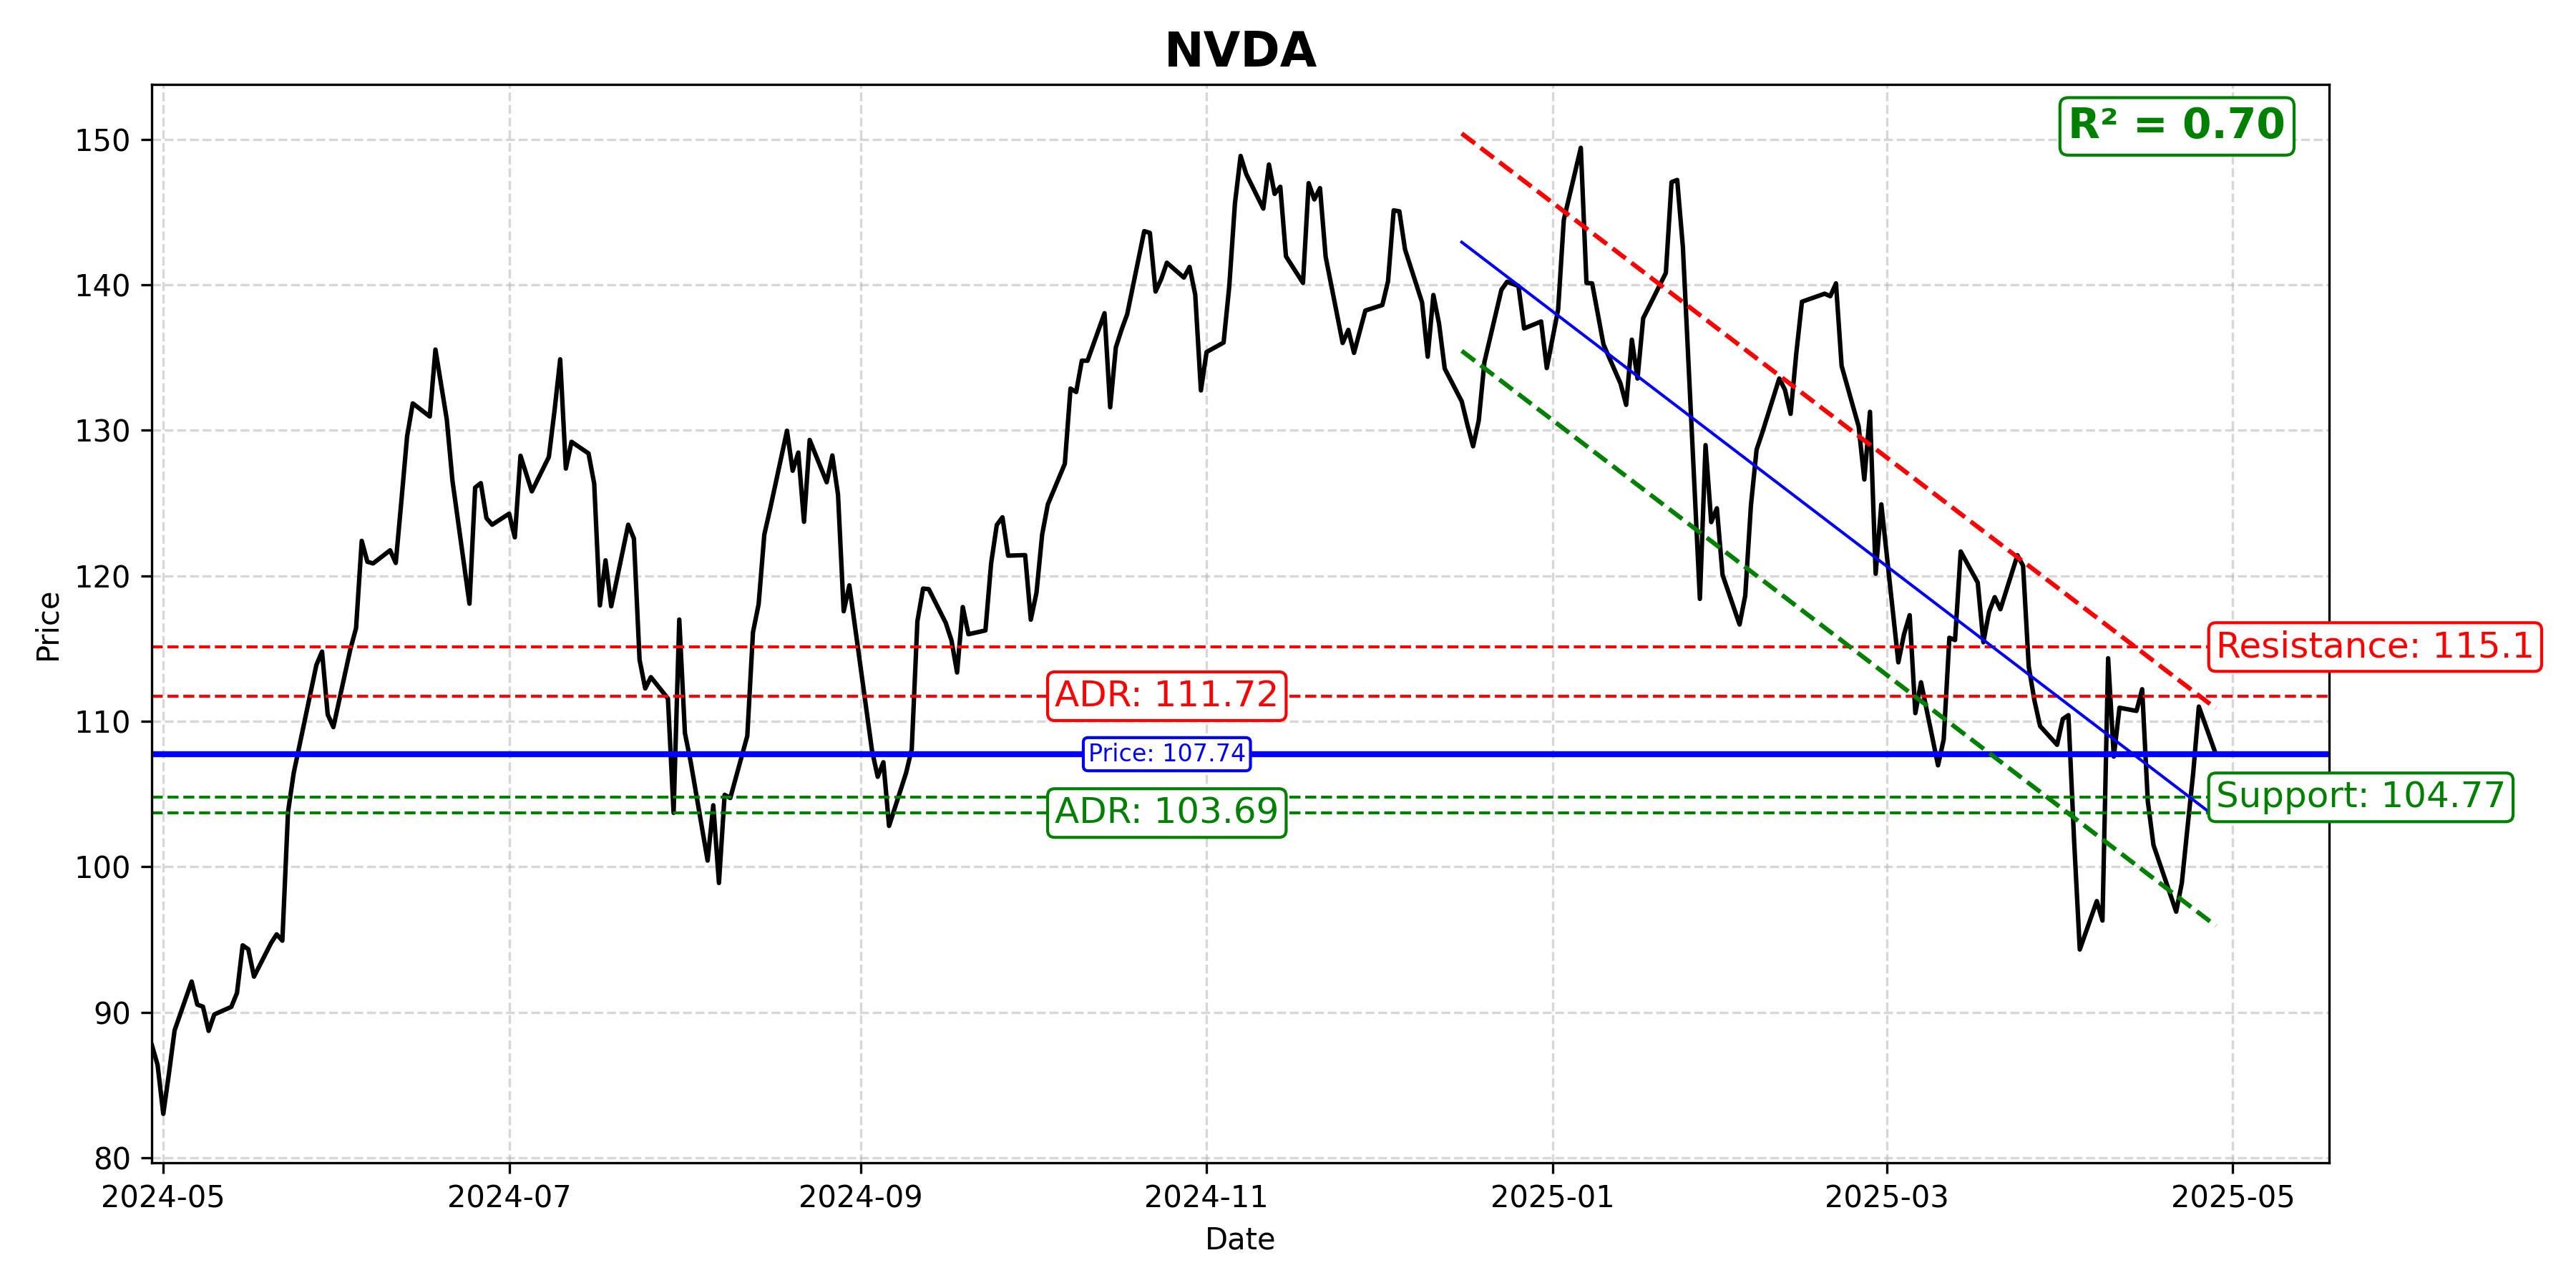 NVDA
R² = 0.70
150
140
130
120
110
100
90
80
Price
Resistance: 115.1
ADR: 111.72
Price: 107.74
Support: 104.77
ADR: 103.69
2024-05
2024-07
2024-09
2024-11
2025-01
2025-03
2025-05
Date